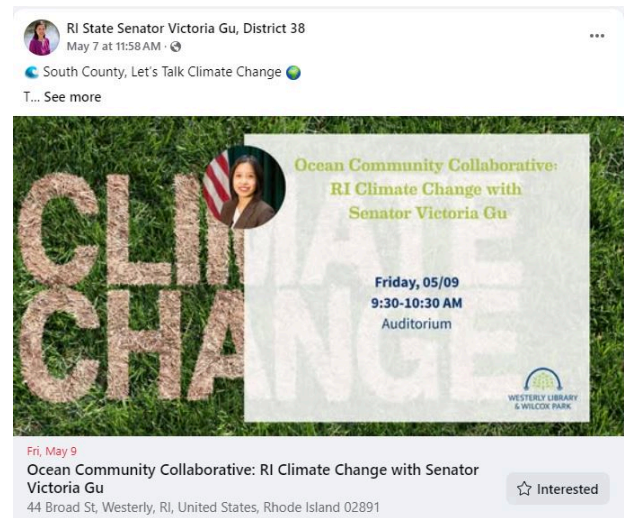 RI State Senator Victoria Gu, District 38
May 7 at 11:58 AM ·
South County, Let's Talk Climate Change
T... See more
CLIMATE
CHANGE
Ocean Community Collaborative:
RI Climate Change with
Senator Victoria Gu
Friday, 05/09
9:30-10:30 AM
Auditorium
WESTERLY LIBRARY
& WILCOX PARK
Fri, May 9
Ocean Community Collaborative: RI Climate Change with Senator
Victoria Gu
44 Broad St, Westerly, RI, United States, Rhode Island 02891
Interested